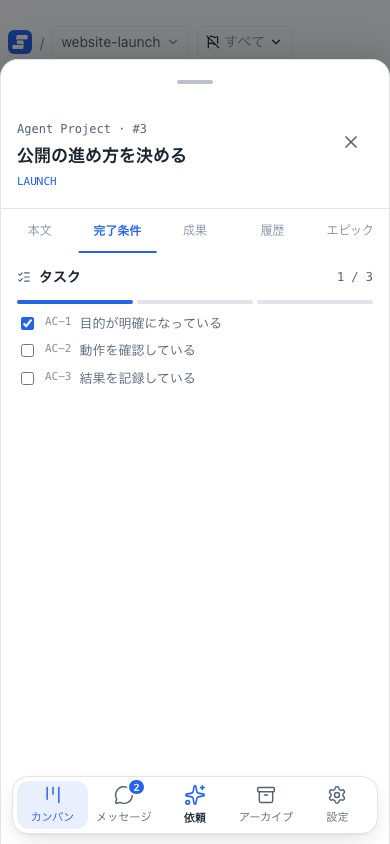 / website-launch すべて
Agent Project · #3
公開の進め方を決める
LAUNCH
本文 完了条件 成果 履歴 エピック
タスク 1 / 3
AC-1 目的が明確になっている
AC-2 動作を確認している
AC-3 結果を記録している
2
カンバン メッセージ 依頼 アーカイブ 設定